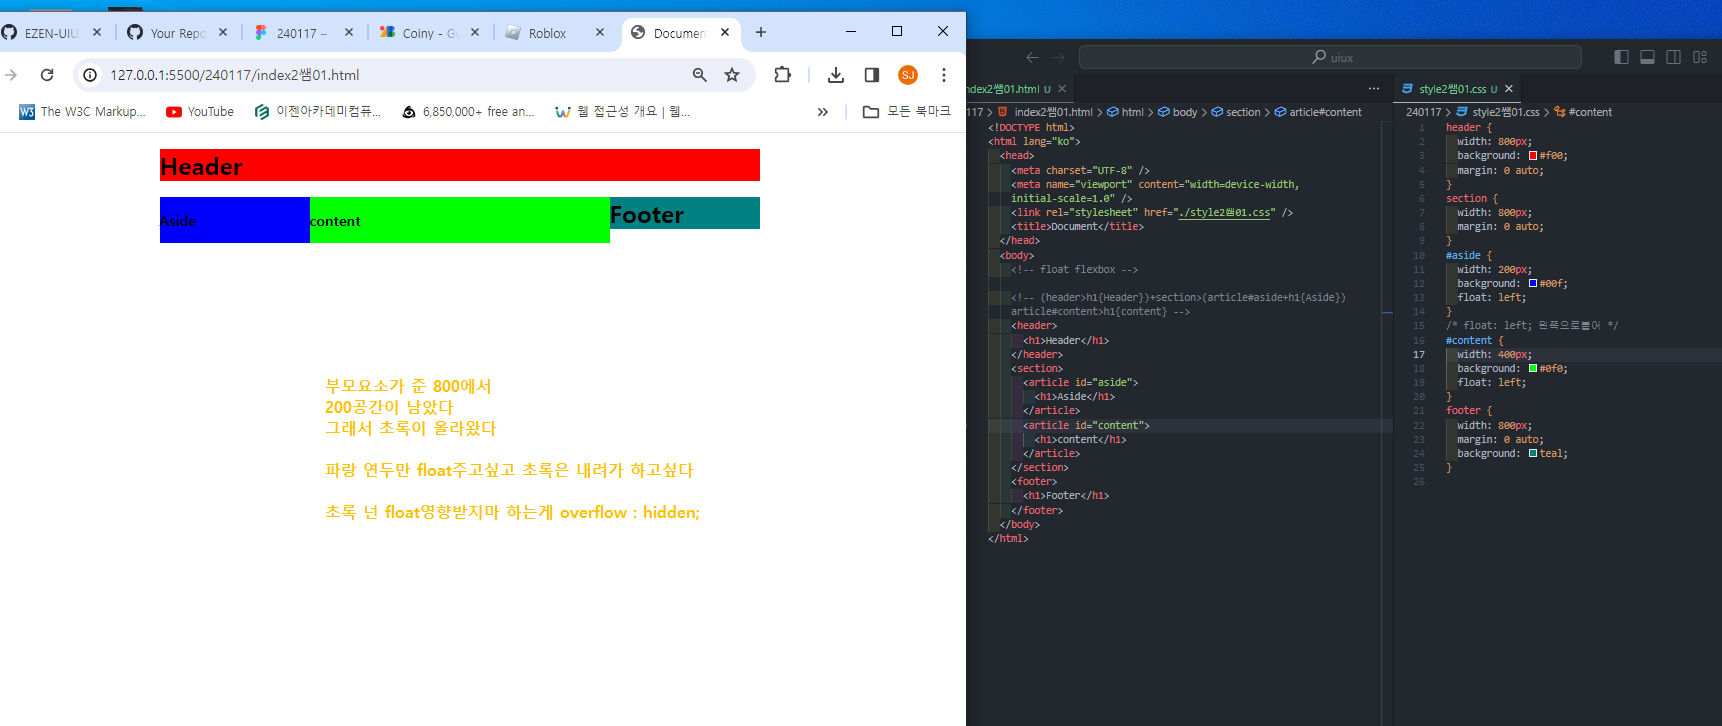 EZEN-UIU
Your Repo
240117 –
Coiny - G
Roblox
Documen
127.0.0.1:5500/240117/index2쌤01.html
SJ
The W3C Markup...
YouTube
이젠아카데미컴퓨...
6,850,000+ free an...
웹 접근성 개요 | 웹...
»
모든 북마크
Header
Aside
content
Footer
부모요소가 준 800에서
200공간이 남았다
그래서 초록이 올라왔다
파랑 연두만 float주고싶고 초록은 내려가 하고싶다
초록 넌 float영향받지마 하는게 overflow : hidden;
uiux
ndex2쌤01.html U
117 > index2쌤01.html > html > body > section > article#content
<!DOCTYPE html>
<html lang="ko">
<head>
<meta charset="UTF-8" />
<meta name="viewport" content="width=device-width,
initial-scale=1.0" />
<link rel="stylesheet" href="./style2쌤01.css" />
<title>Document</title>
</head>
<body>
<!-- float flexbox -->
<!-- (header>h1{Header})+section>(article#aside+h1{Aside})
article#content>h1{content} -->
<header>
<h1>Header</h1>
</header>
<section>
<article id="aside">
<h1>Aside</h1>
</article>
<article id="content">
<h1>content</h1>
</article>
</section>
<footer>
<h1>Footer</h1>
</footer>
</body>
</html>
style2쌤01.css U
240117 > style2쌤01.css > #content
1 header {
2 width: 800px;
3 background: #f00;
4 margin: 0 auto;
5 }
6 section {
7 width: 800px;
8 margin: 0 auto;
9 }
10 #aside {
11 width: 200px;
12 background: #00f;
13 float: left;
14 }
15 /* float: left; 왼쪽으로붙어 */
16 #content {
17 width: 400px;
18 background: #0f0;
19 float: left;
20 }
21 footer {
22 width: 800px;
23 margin: 0 auto;
24 background: teal;
25 }
26